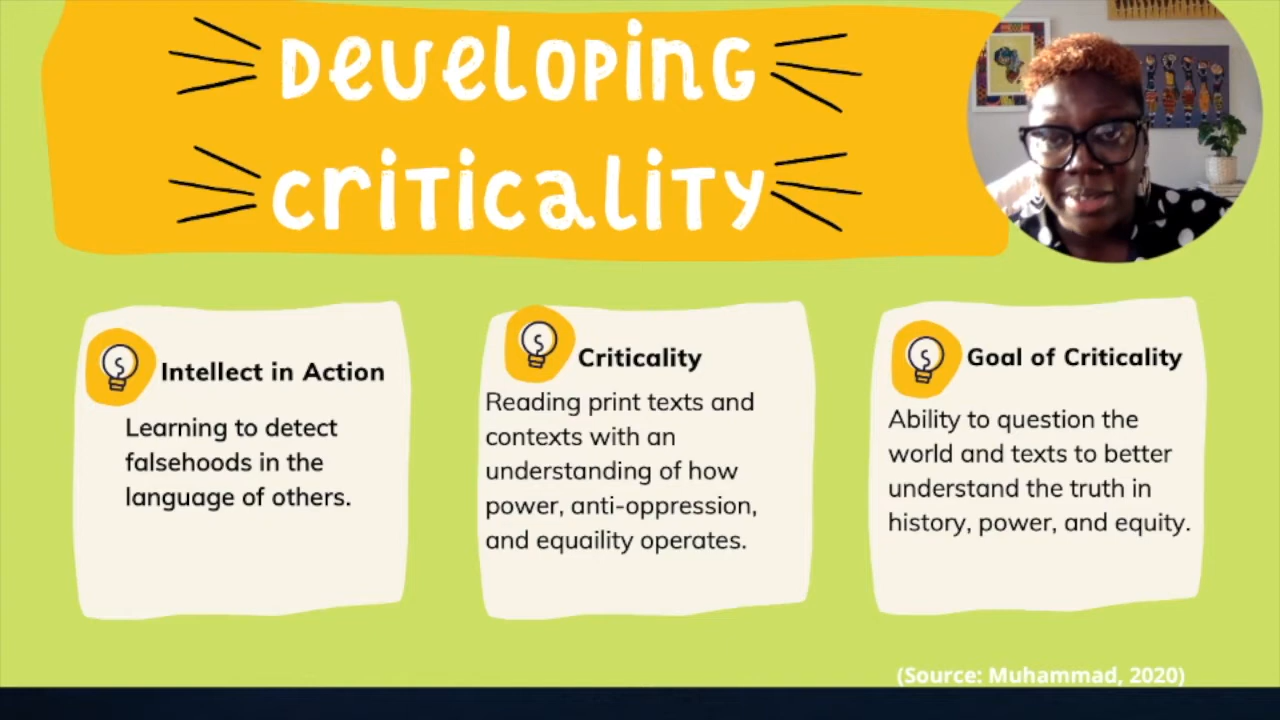 Developing
Criticality
Intellect in Action
Learning to detect
falsehoods in the
language of others.
Criticality
Reading print texts and
contexts with an
understanding of how
power, anti-oppression,
and equaility operates.
Goal of Criticality
Ability to question the
world and texts to better
understand the truth in
history, power, and equity.
(Source: Muhammad, 2020)